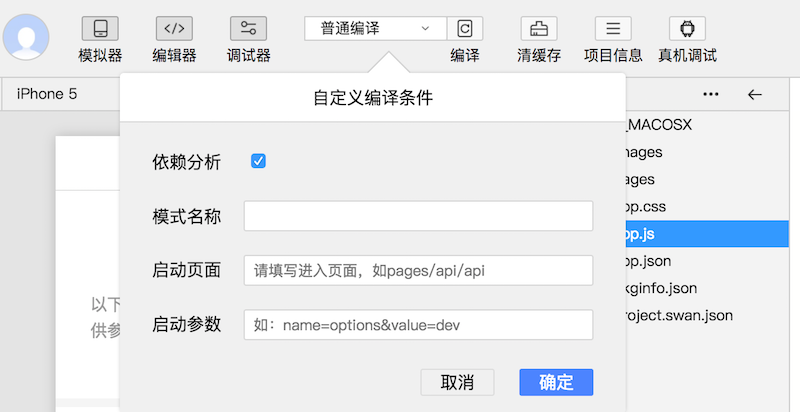 普通编译
模拟器 编辑器 调试器 编译 清缓存 项目信息 真机调试
iPhone 5
自定义编译条件
_MACOSX
依赖分析
模式名称
启动页面 请填写进入页面，如pages/api/api
启动参数 如：name=options&value=dev
取消 确定
以下
供参
nages
ages
op.css
op.js
op.json
kginfo.json
roject.swan.json